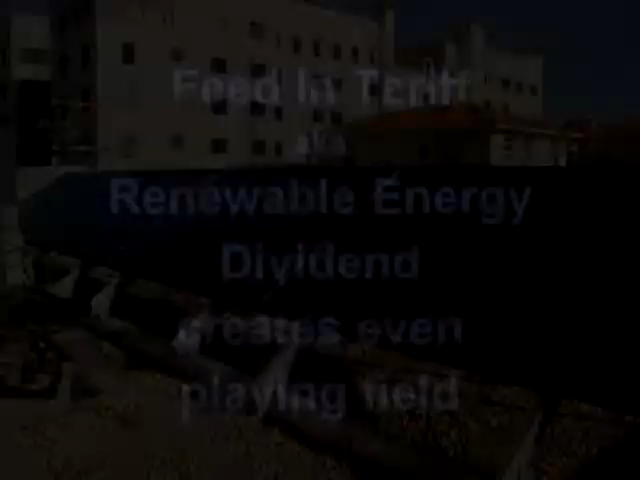 Feed In Tariff
aka
Renewable Energy
Dividend
creates even
playing field